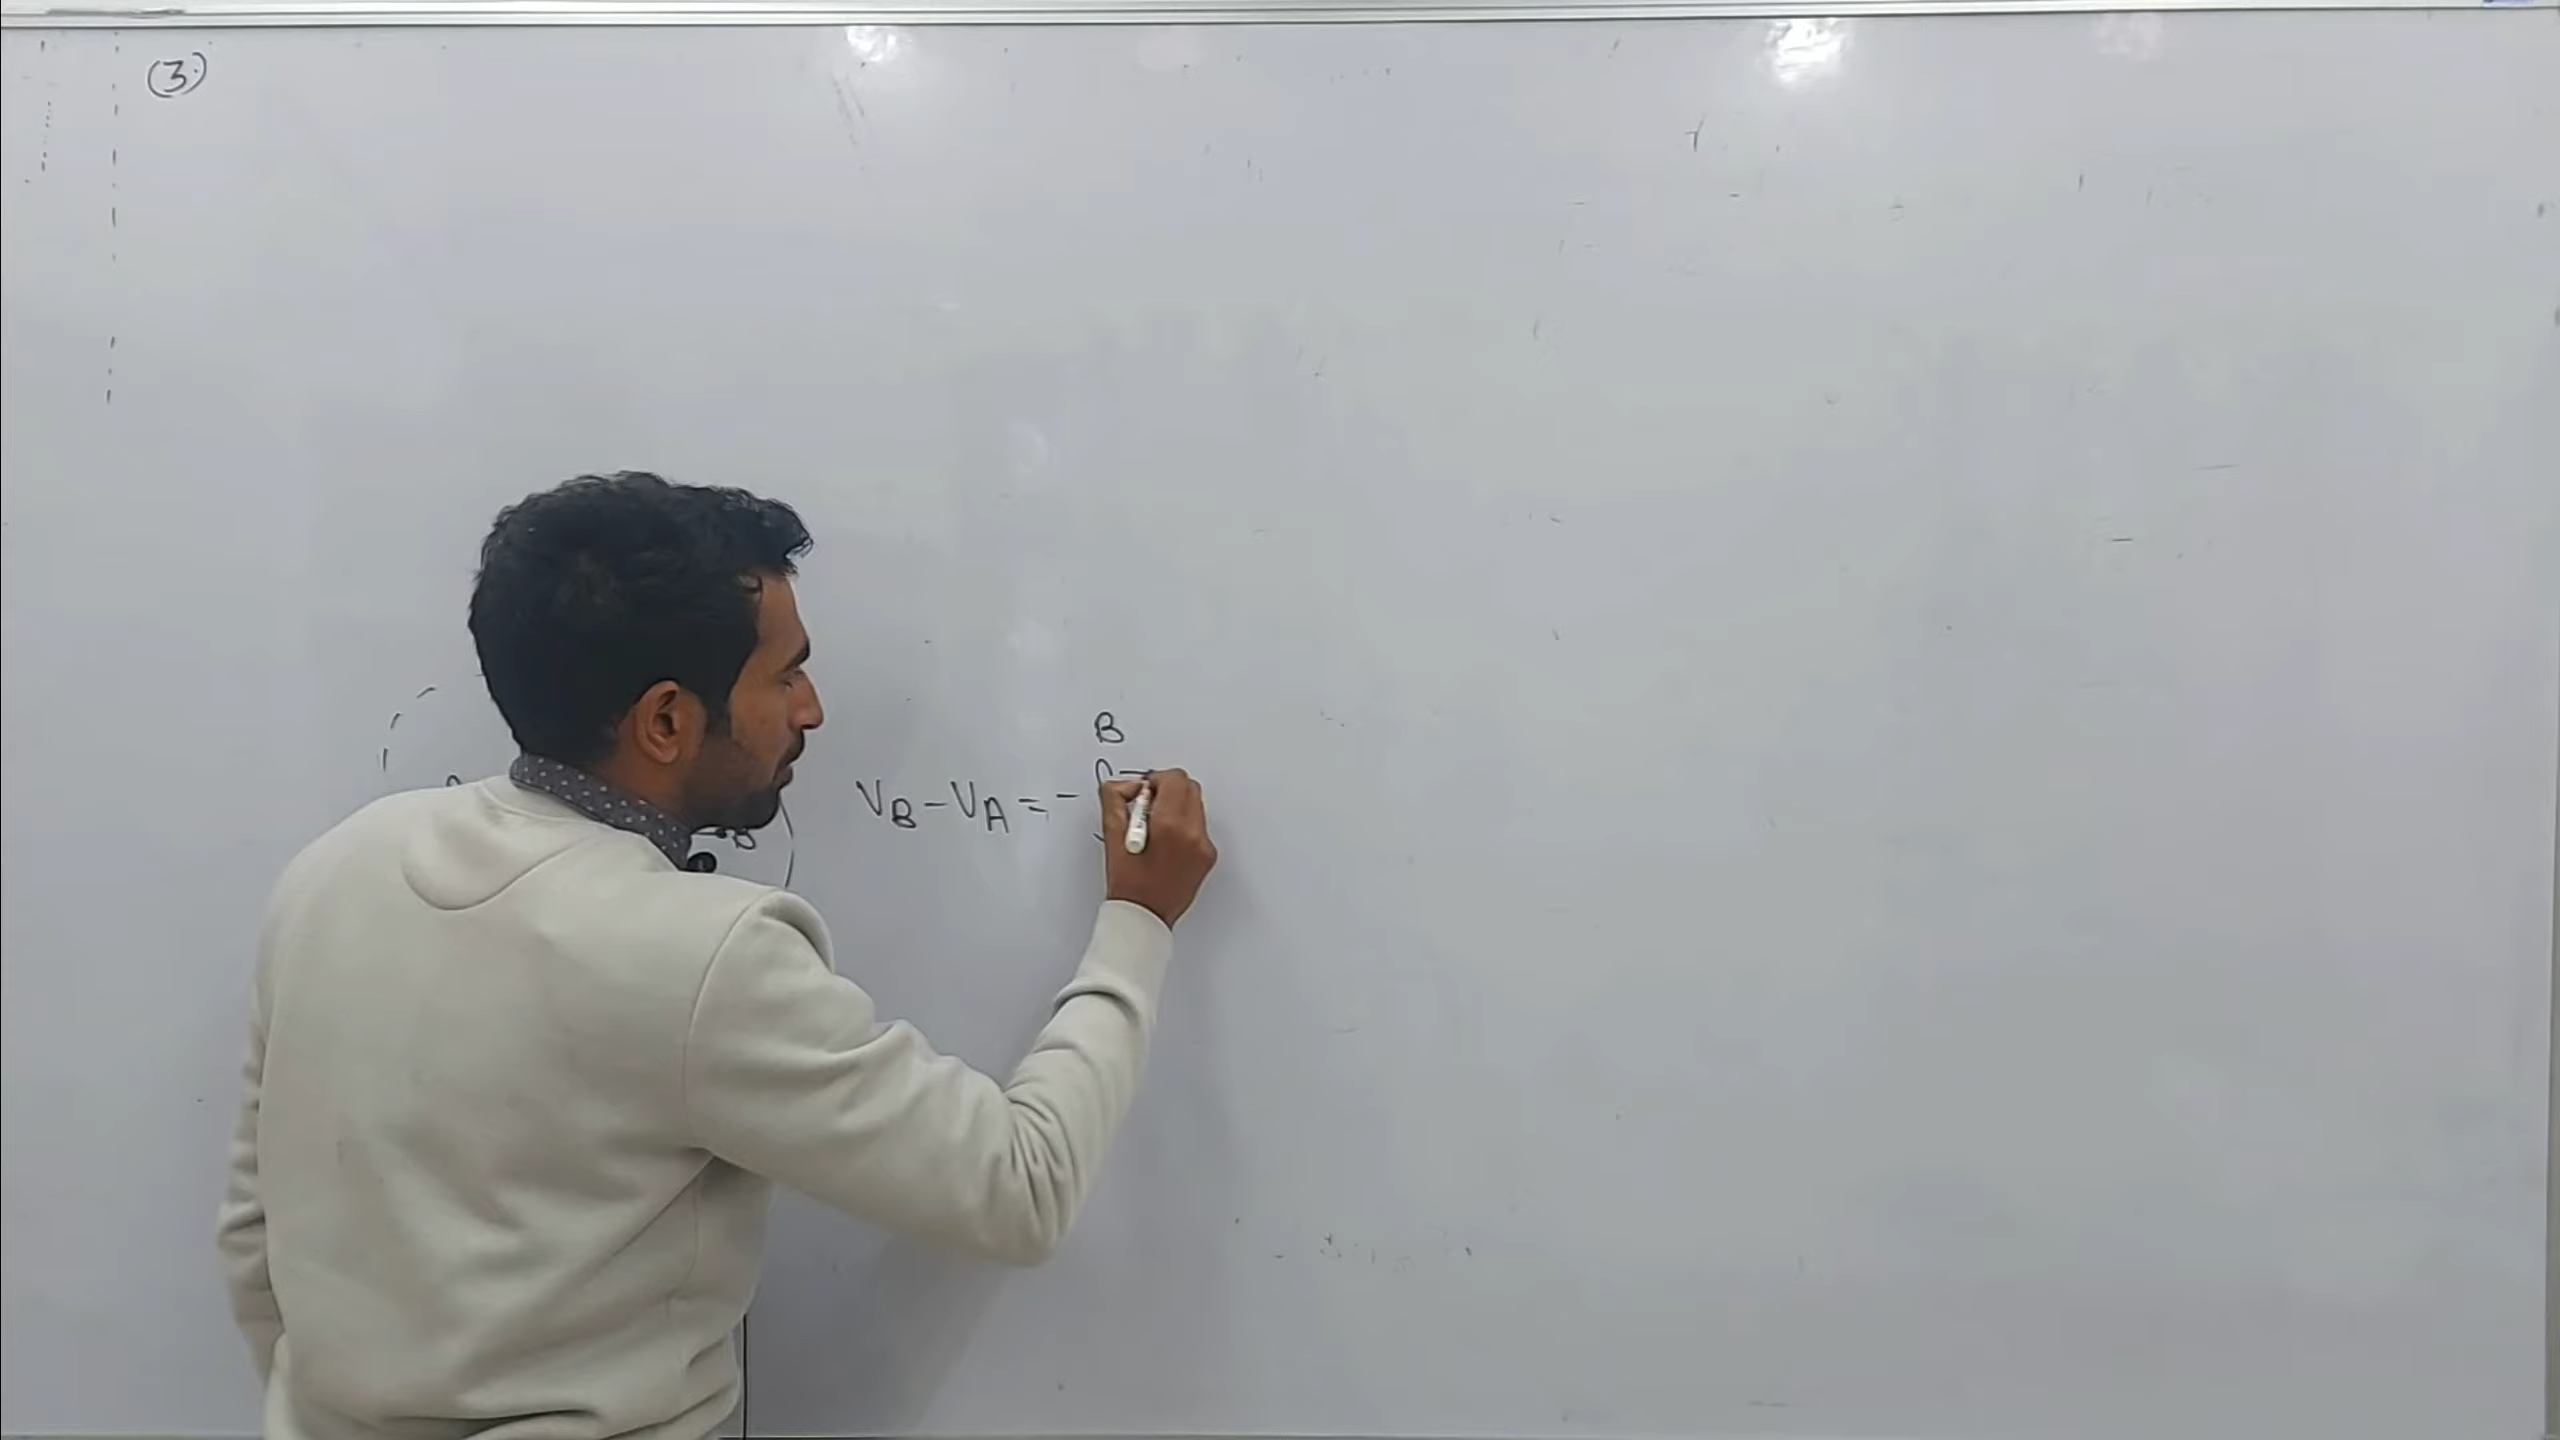 (3)
B
V_B - V_A = - ∫
B